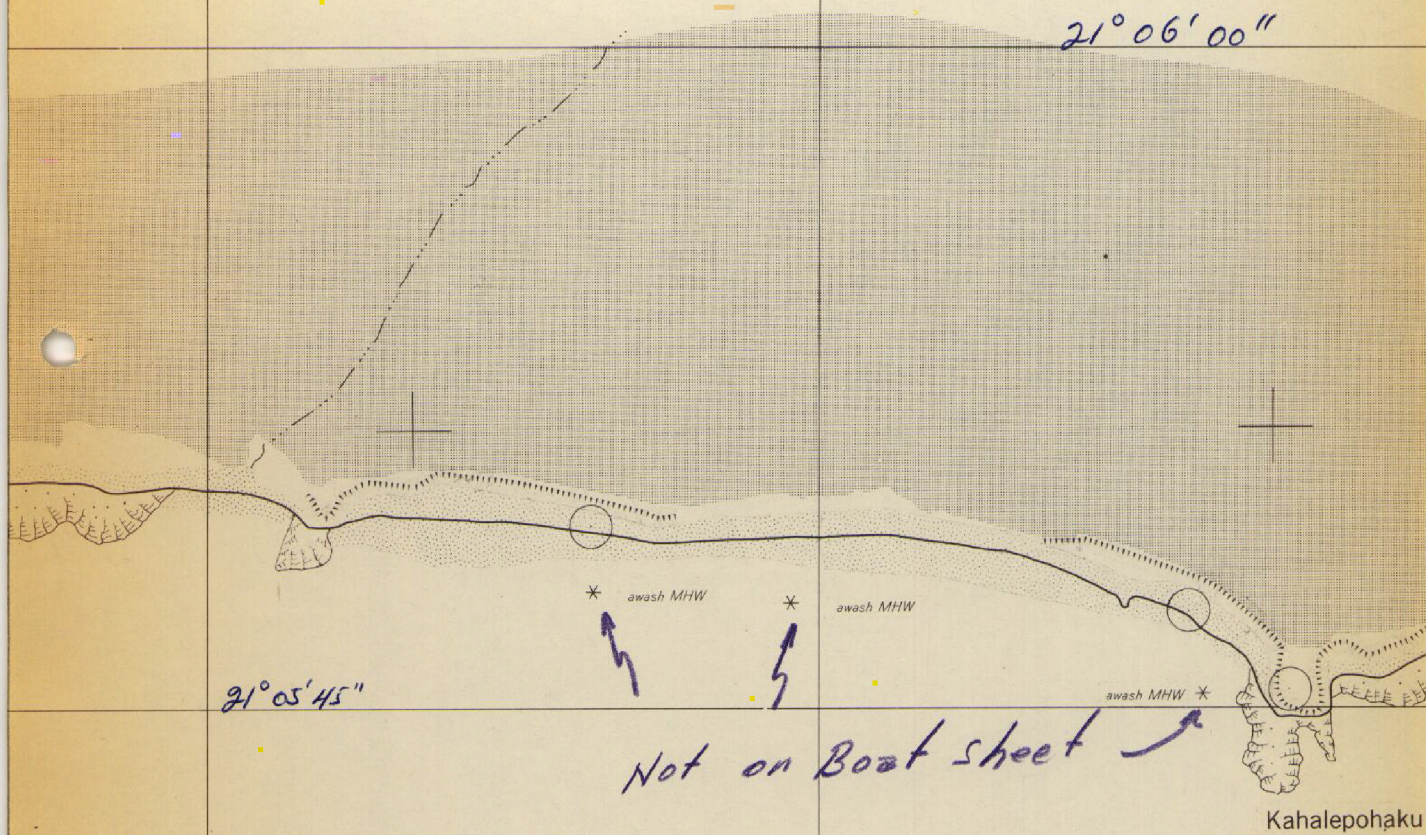 21° 06' 00"
awash MHW
awash MHW
awash MHW
21° 05' 45"
Not on Boat sheet
Kahalepohaku